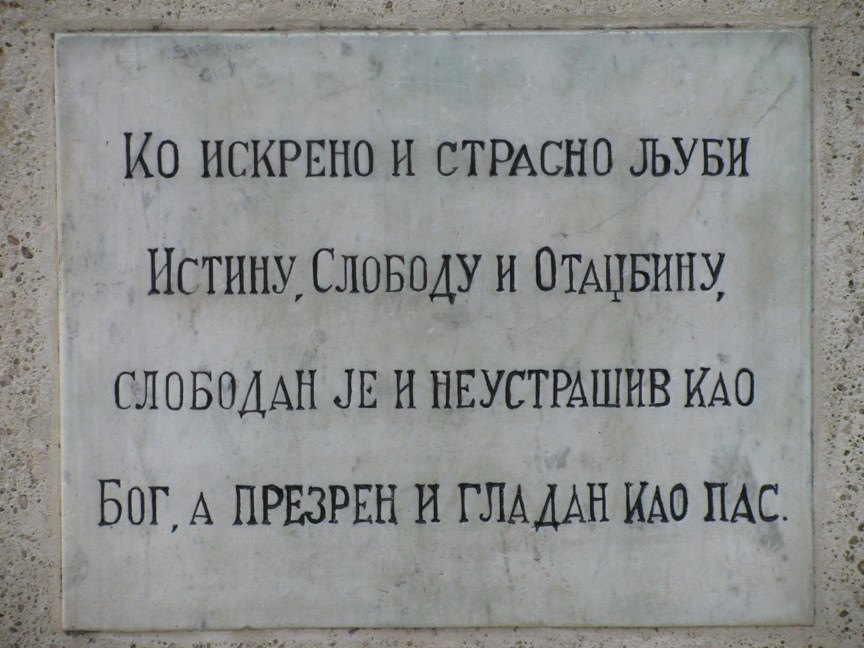 Ко искрено и страсно љуби
Истину, Слободу и Отаџбину,
слободан је и неустрашив као
Бог, а презрен и гладан као пас.